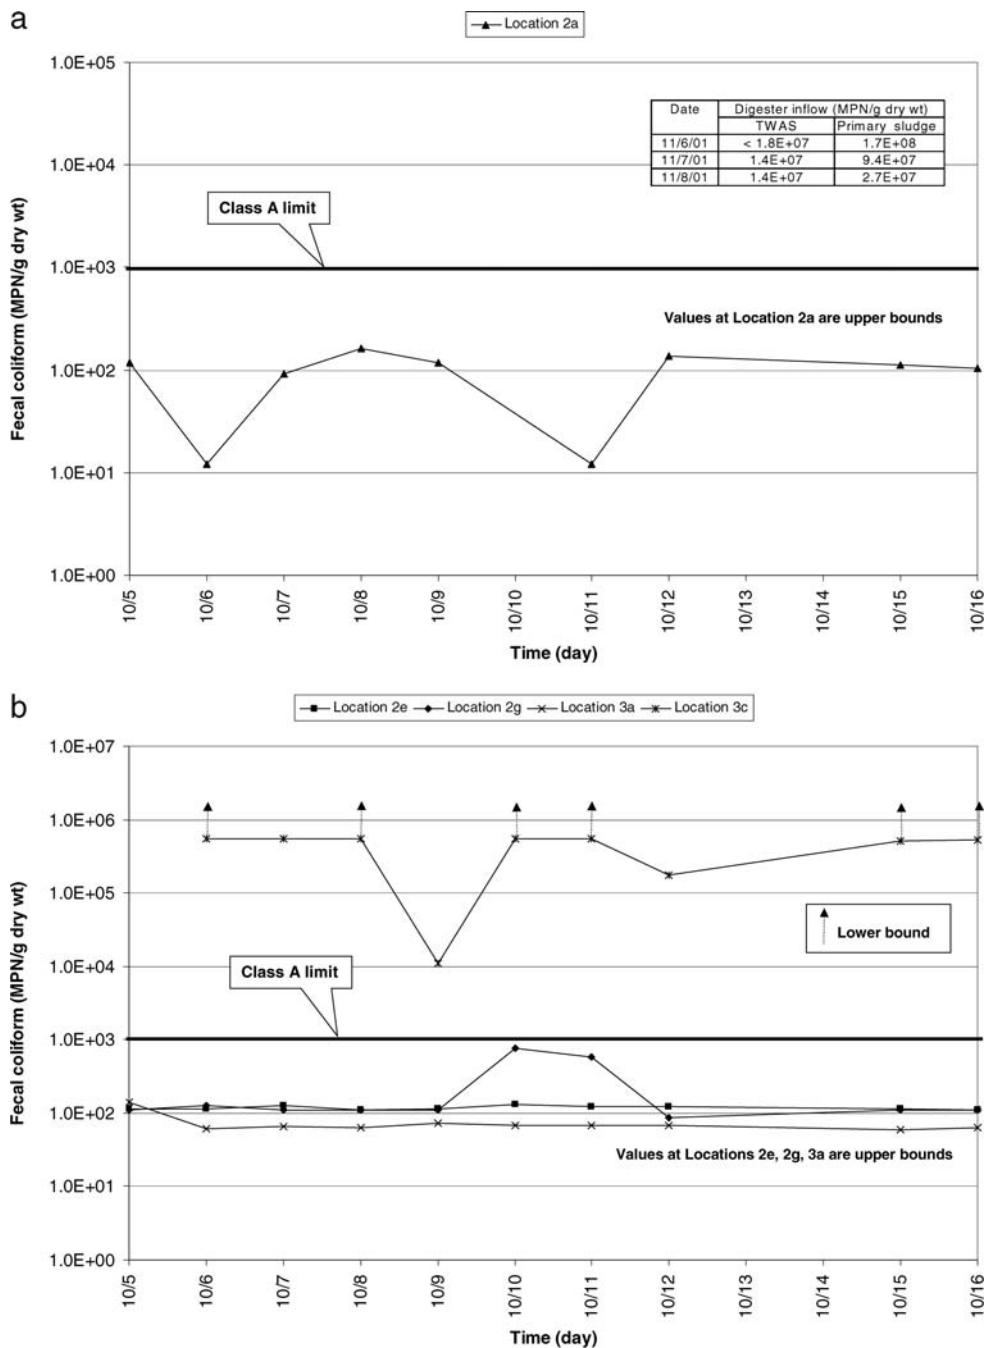 a
Location 2a
1.0E+05
1.0E+04
1.0E+03
1.0E+02
1.0E+01
1.0E+00
Fecal coliform (MPN/g dry wt)
Date Digester inflow (MPN/g dry wt)
TWAS Primary sludge
11/6/01 < 1.8E+07 1.7E+08
11/7/01 1.4E+07 9.4E+07
11/8/01 1.4E+07 2.7E+07
Class A limit
Values at Location 2a are upper bounds
10/5 10/6 10/7 10/8 10/9 10/10 10/11 10/12 10/13 10/14 10/15 10/16
Time (day)
b
Location 2e Location 2g Location 3a Location 3c
1.0E+07
1.0E+06
1.0E+05
1.0E+04
1.0E+03
1.0E+02
1.0E+01
1.0E+00
Fecal coliform (MPN/g dry wt)
Lower bound
Class A limit
Values at Locations 2e, 2g, 3a are upper bounds
10/5 10/6 10/7 10/8 10/9 10/10 10/11 10/12 10/13 10/14 10/15 10/16
Time (day)